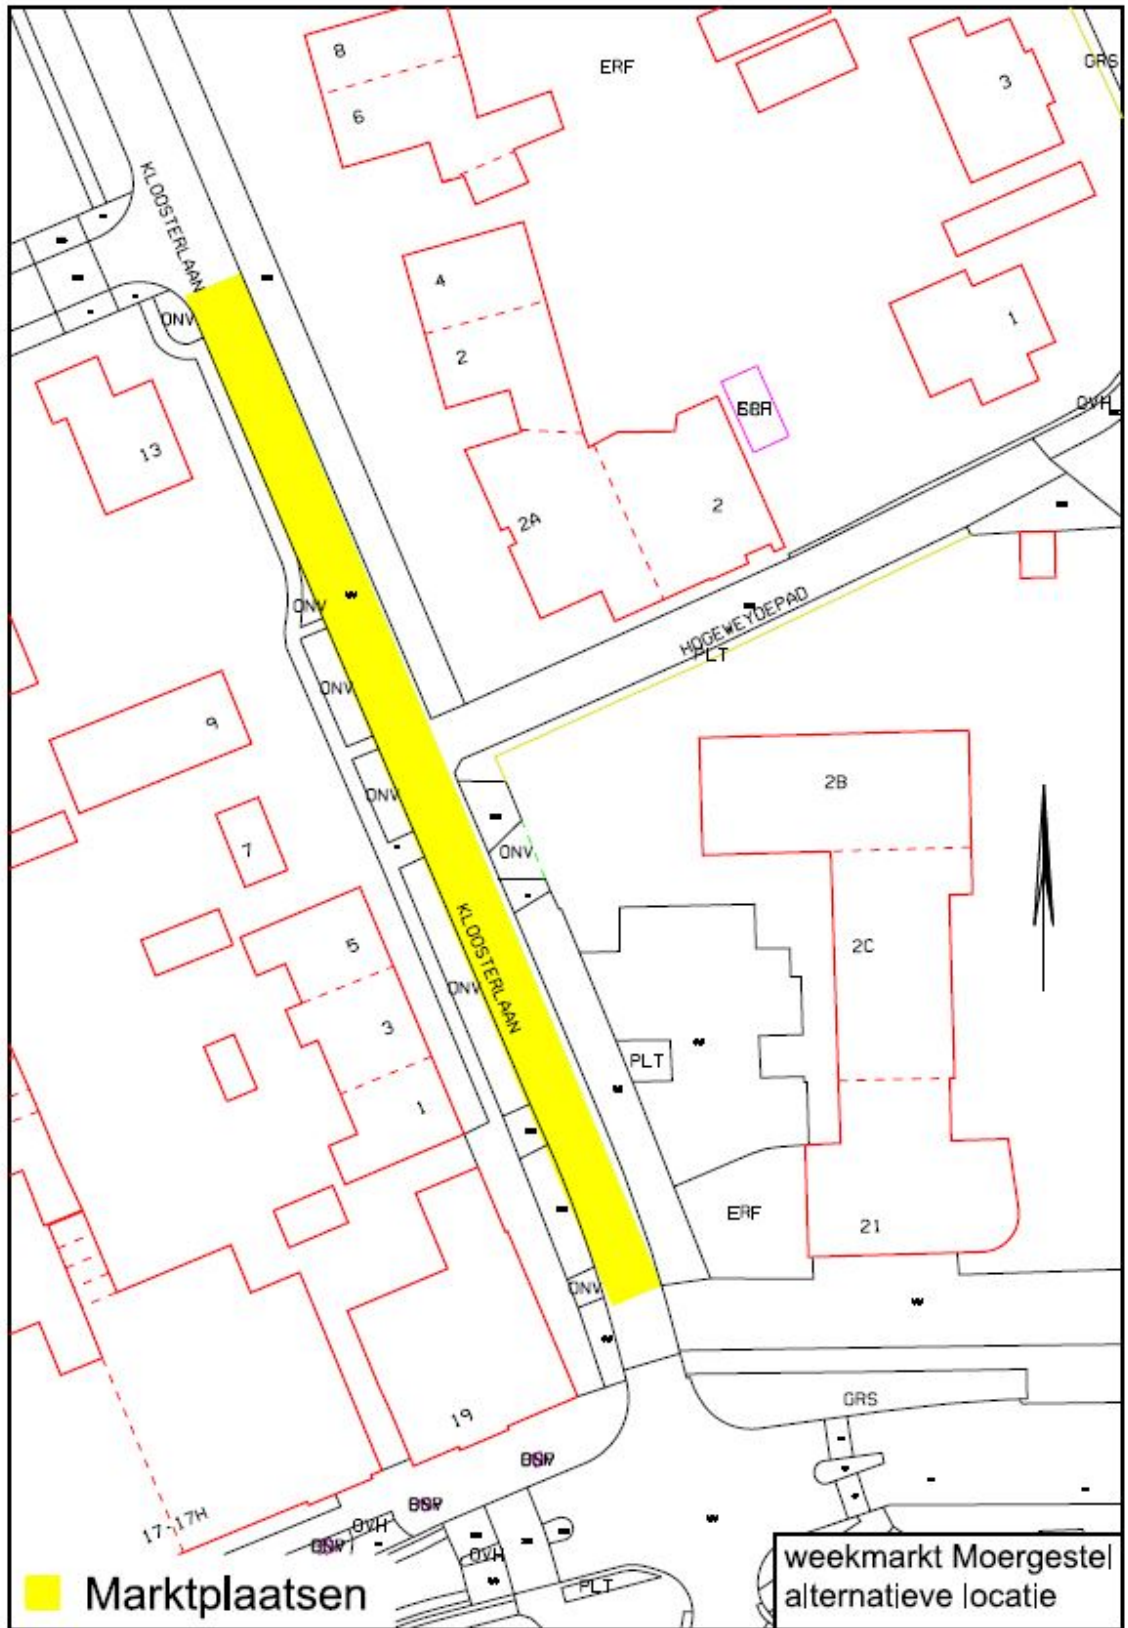 8
ERF
3
GRS
6
KLOOSTERLAAN
4
1
ONV
2
OVH
13
2A
2
ONV
HOGEWEYDEPAD
PLT
ONV
9
2B
ONV
7
ONV
KLOOSTERLAAN
5
2C
ONV
3
PLT
1
ERF
21
ONV
GRS
19
17-17H
OVH
OVH
PLT
Marktplaatsen
weekmarkt Moergestel
alternatieve locatie